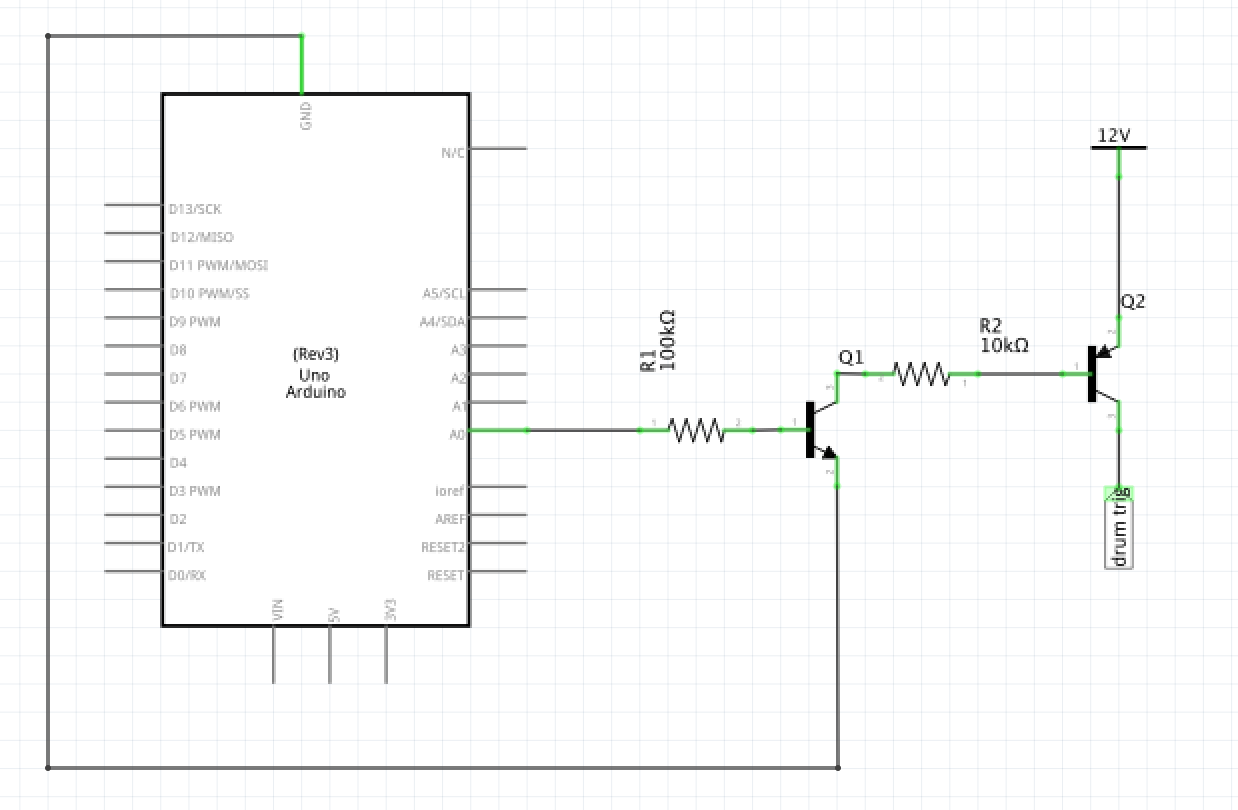 GND
N/C
12V
D13/SCK
D12/MISO
D11 PWM/MOSI
D10 PWM/SS
A5/SCL
D9 PWM
A4/SDA
D8
A3
D7
A2
D6 PWM
A1
D5 PWM
A0
D4
D3 PWM
ioref
D2
AREF
D1/TX
RESET2
D0/RX
RESET
(Rev3)
Uno
Arduino
VIN
5V
3V3
R1
100kΩ
1
2
Q1
1
3
2
R2
10kΩ
2
1
Q2
1
2
3
drum trig